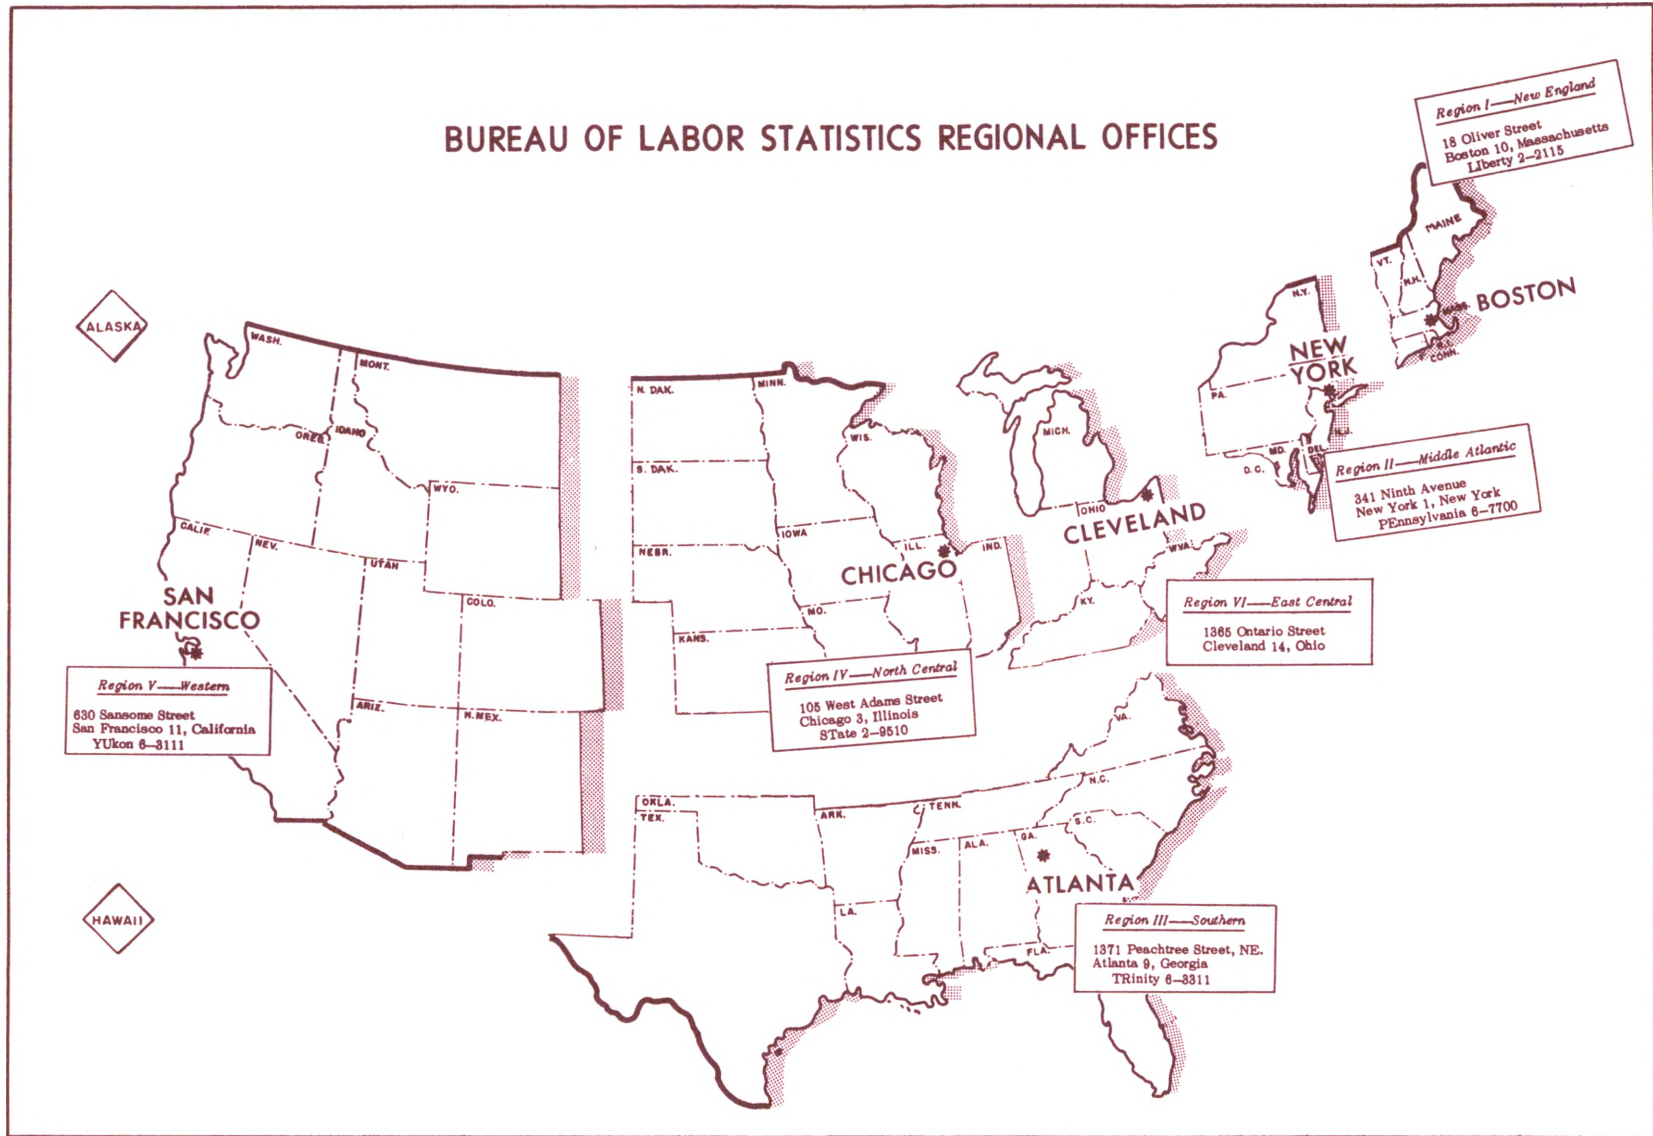 BUREAU OF LABOR STATISTICS REGIONAL OFFICES
Region I—New England
18 Oliver Street
Boston 10, Massachusetts
LIberty 2-2115
MAINE
VT.
N.H.
MASS.
BOSTON
R.I.
CONN.
N.Y.
NEW
YORK
PA.
N.J.
MD.
DEL.
D.C.
Region II—Middle Atlantic
341 Ninth Avenue
New York 1, New York
PEnnsylvania 6-7700
ALASKA
WASH.
MONT.
OREG.
IDAHO
WYO.
CALIF.
NEV.
UTAH
COLO.
SAN
FRANCISCO
ARIZ.
N.MEX.
Region V—Western
630 Sansome Street
San Francisco 11, California
YUkon 6-3111
N. DAK.
MINN.
WIS.
S. DAK.
IOWA
NEBR.
ILL.
IND.
CHICAGO
MO.
KANS.
Region IV—North Central
105 West Adams Street
Chicago 3, Illinois
STate 2-9510
MICH.
OHIO
CLEVELAND
W.VA.
KY.
Region VI—East Central
1365 Ontario Street
Cleveland 14, Ohio
VA.
N.C.
OKLA.
TEX.
ARK.
TENN.
S.C.
MISS.
ALA.
GA.
ATLANTA
LA.
FLA.
Region III—Southern
1371 Peachtree Street, NE.
Atlanta 9, Georgia
TRinity 6-3311
HAWAII